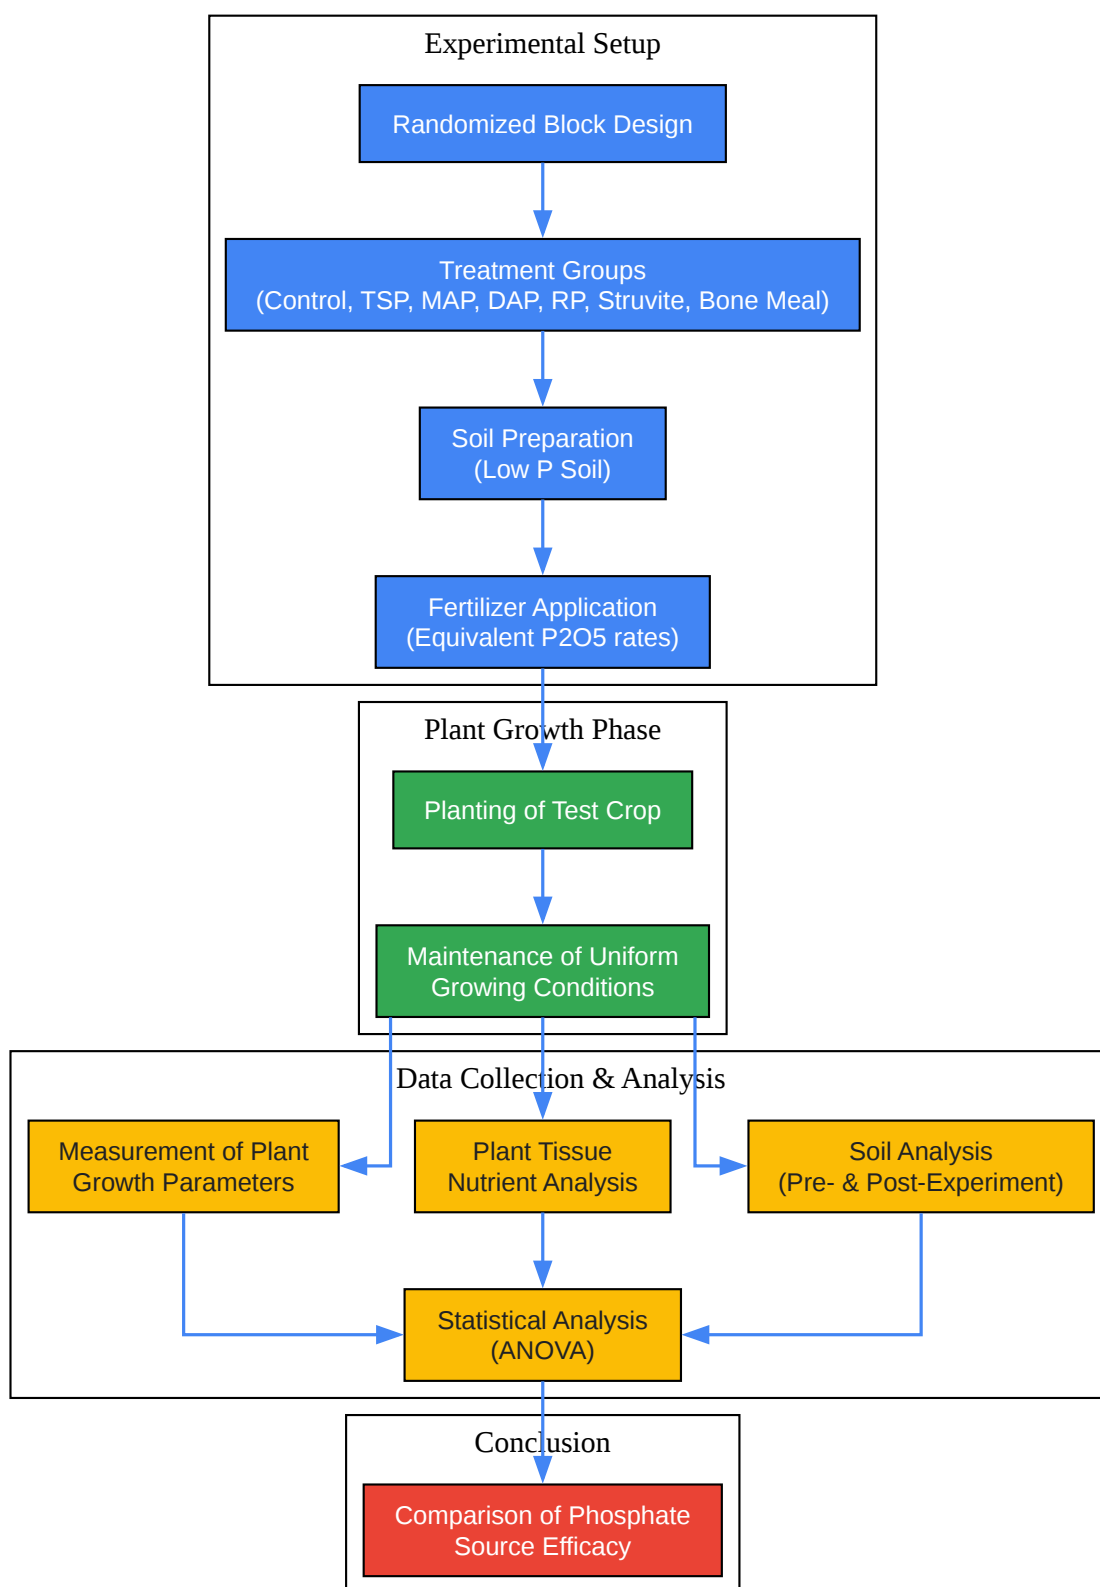 Experimental Setup
Randomized Block Design
Treatment Groups
(Control, TSP, MAP, DAP, RP, Struvite, Bone Meal)
Soil Preparation
(Low P Soil)
Fertilizer Application
(Equivalent P2O5 rates)
Plant Growth Phase
Planting of Test Crop
Maintenance of Uniform
Growing Conditions
Data Collection & Analysis
Measurement of Plant
Growth Parameters
Plant Tissue
Nutrient Analysis
Soil Analysis
(Pre- & Post-Experiment)
Statistical Analysis
(ANOVA)
Conclusion
Comparison of Phosphate
Source Efficacy